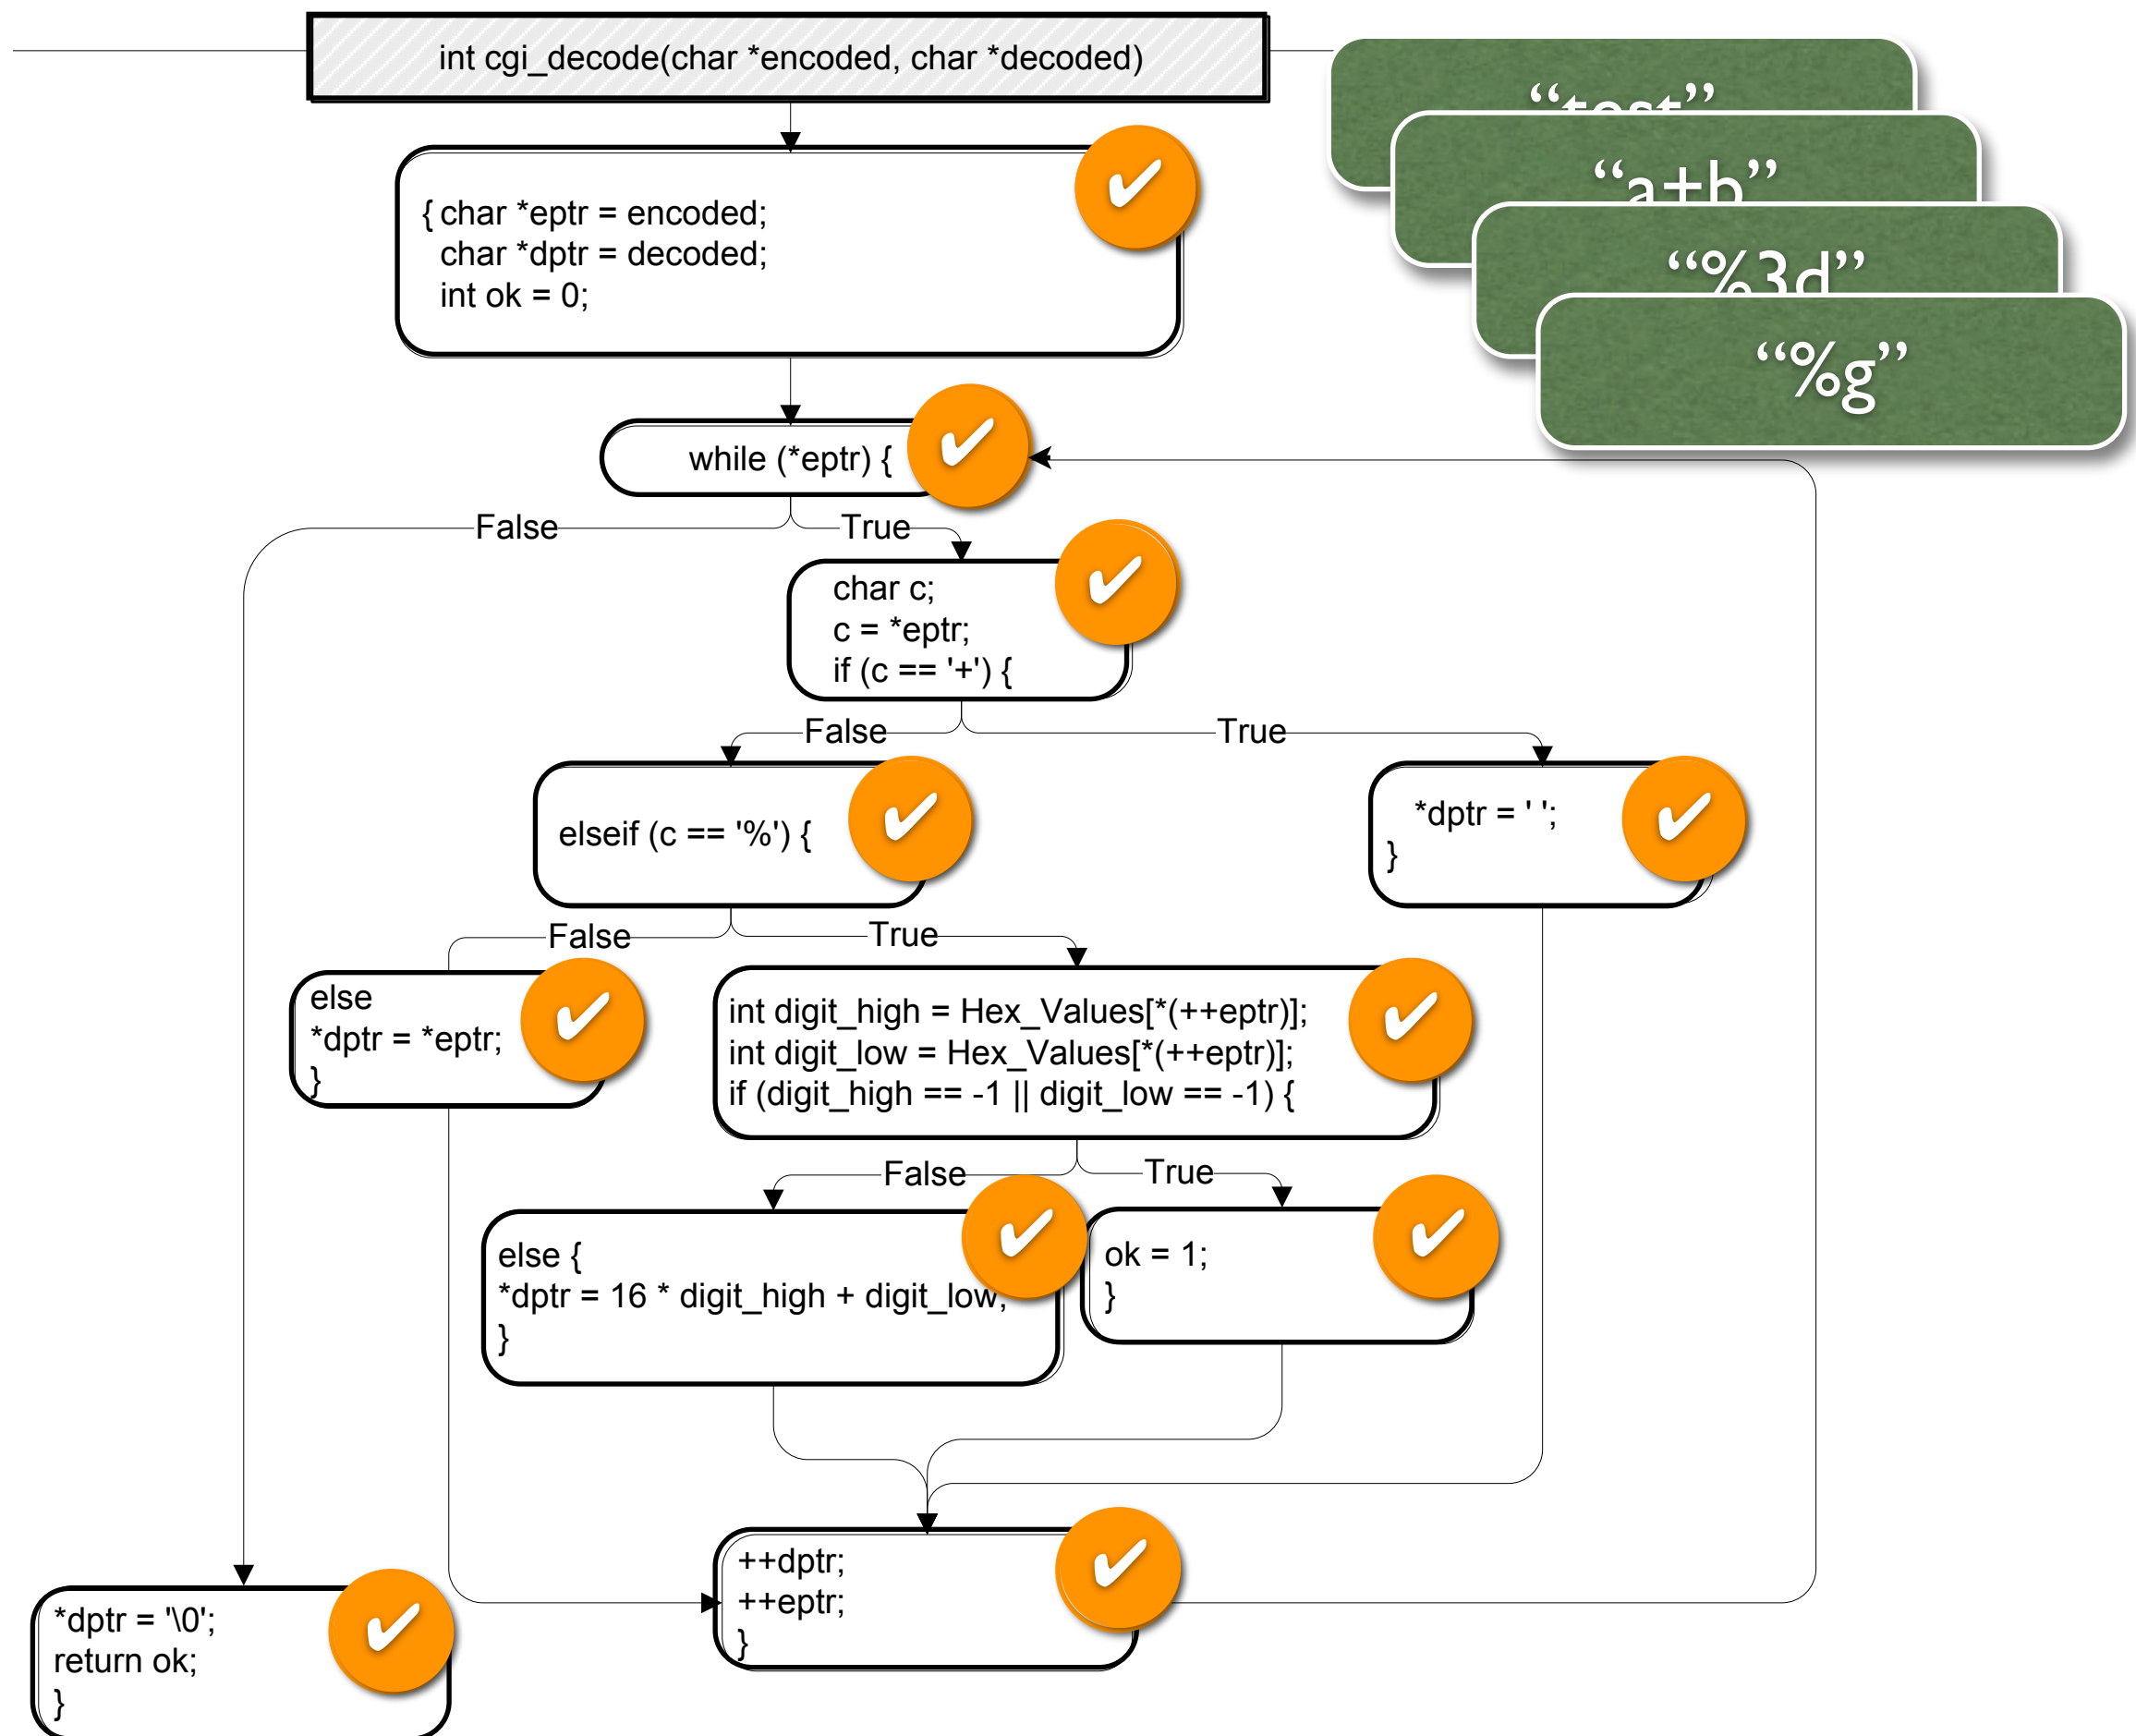 int cgi_decode(char *encoded, char *decoded)
“test”
“a+b”
“%3d”
“%g”
{ char *eptr = encoded;
char *dptr = decoded;
int ok = 0;
while (*eptr) {
False
True
char c;
c = *eptr;
if (c == '+') {
False
True
elseif (c == '%') {
*dptr = ' ';
}
False
True
else
*dptr = *eptr;
}
int digit_high = Hex_Values[*(++eptr)];
int digit_low = Hex_Values[*(++eptr)];
if (digit_high == -1 || digit_low == -1) {
False
True
else {
*dptr = 16 * digit_high + digit_low;
}
ok = 1;
}
++dptr;
++eptr;
}
*dptr = '\0';
return ok;
}